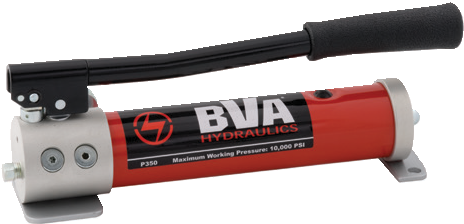 BVA
HYDRAULICS
P350 Maximum Working Pressure: 10,000 PSI